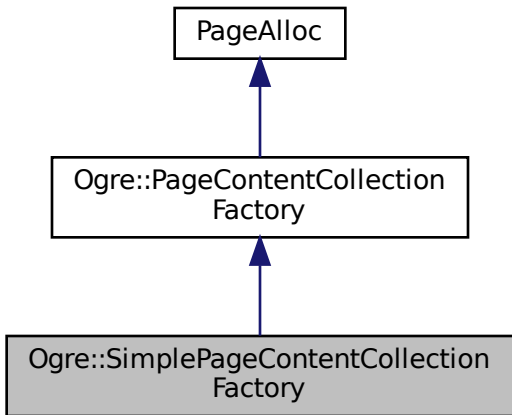 PageAlloc
Ogre::PageContentCollection
Factory
Ogre::SimplePageContentCollection
Factory